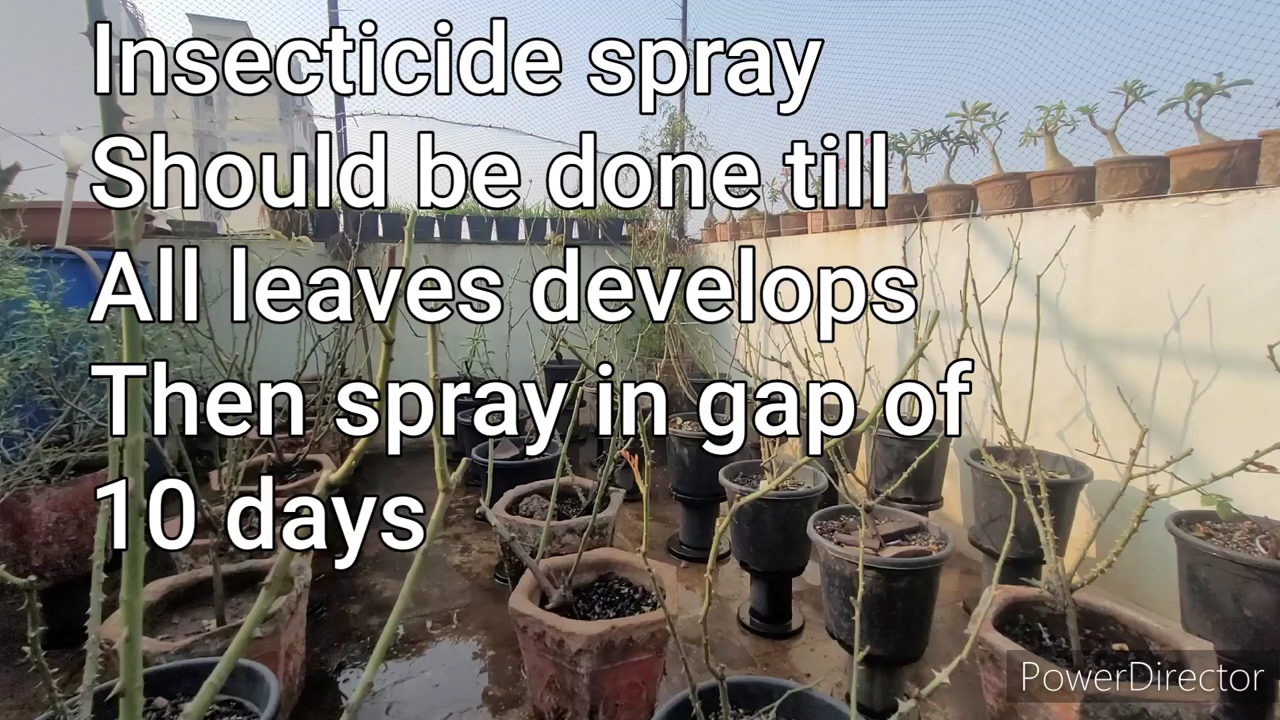 Insecticide spray
Should be done till
All leaves develops
Then spray in gap of
10 days
PowerDirector